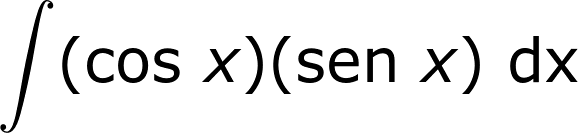 ∫(cos x)(sen x) dx